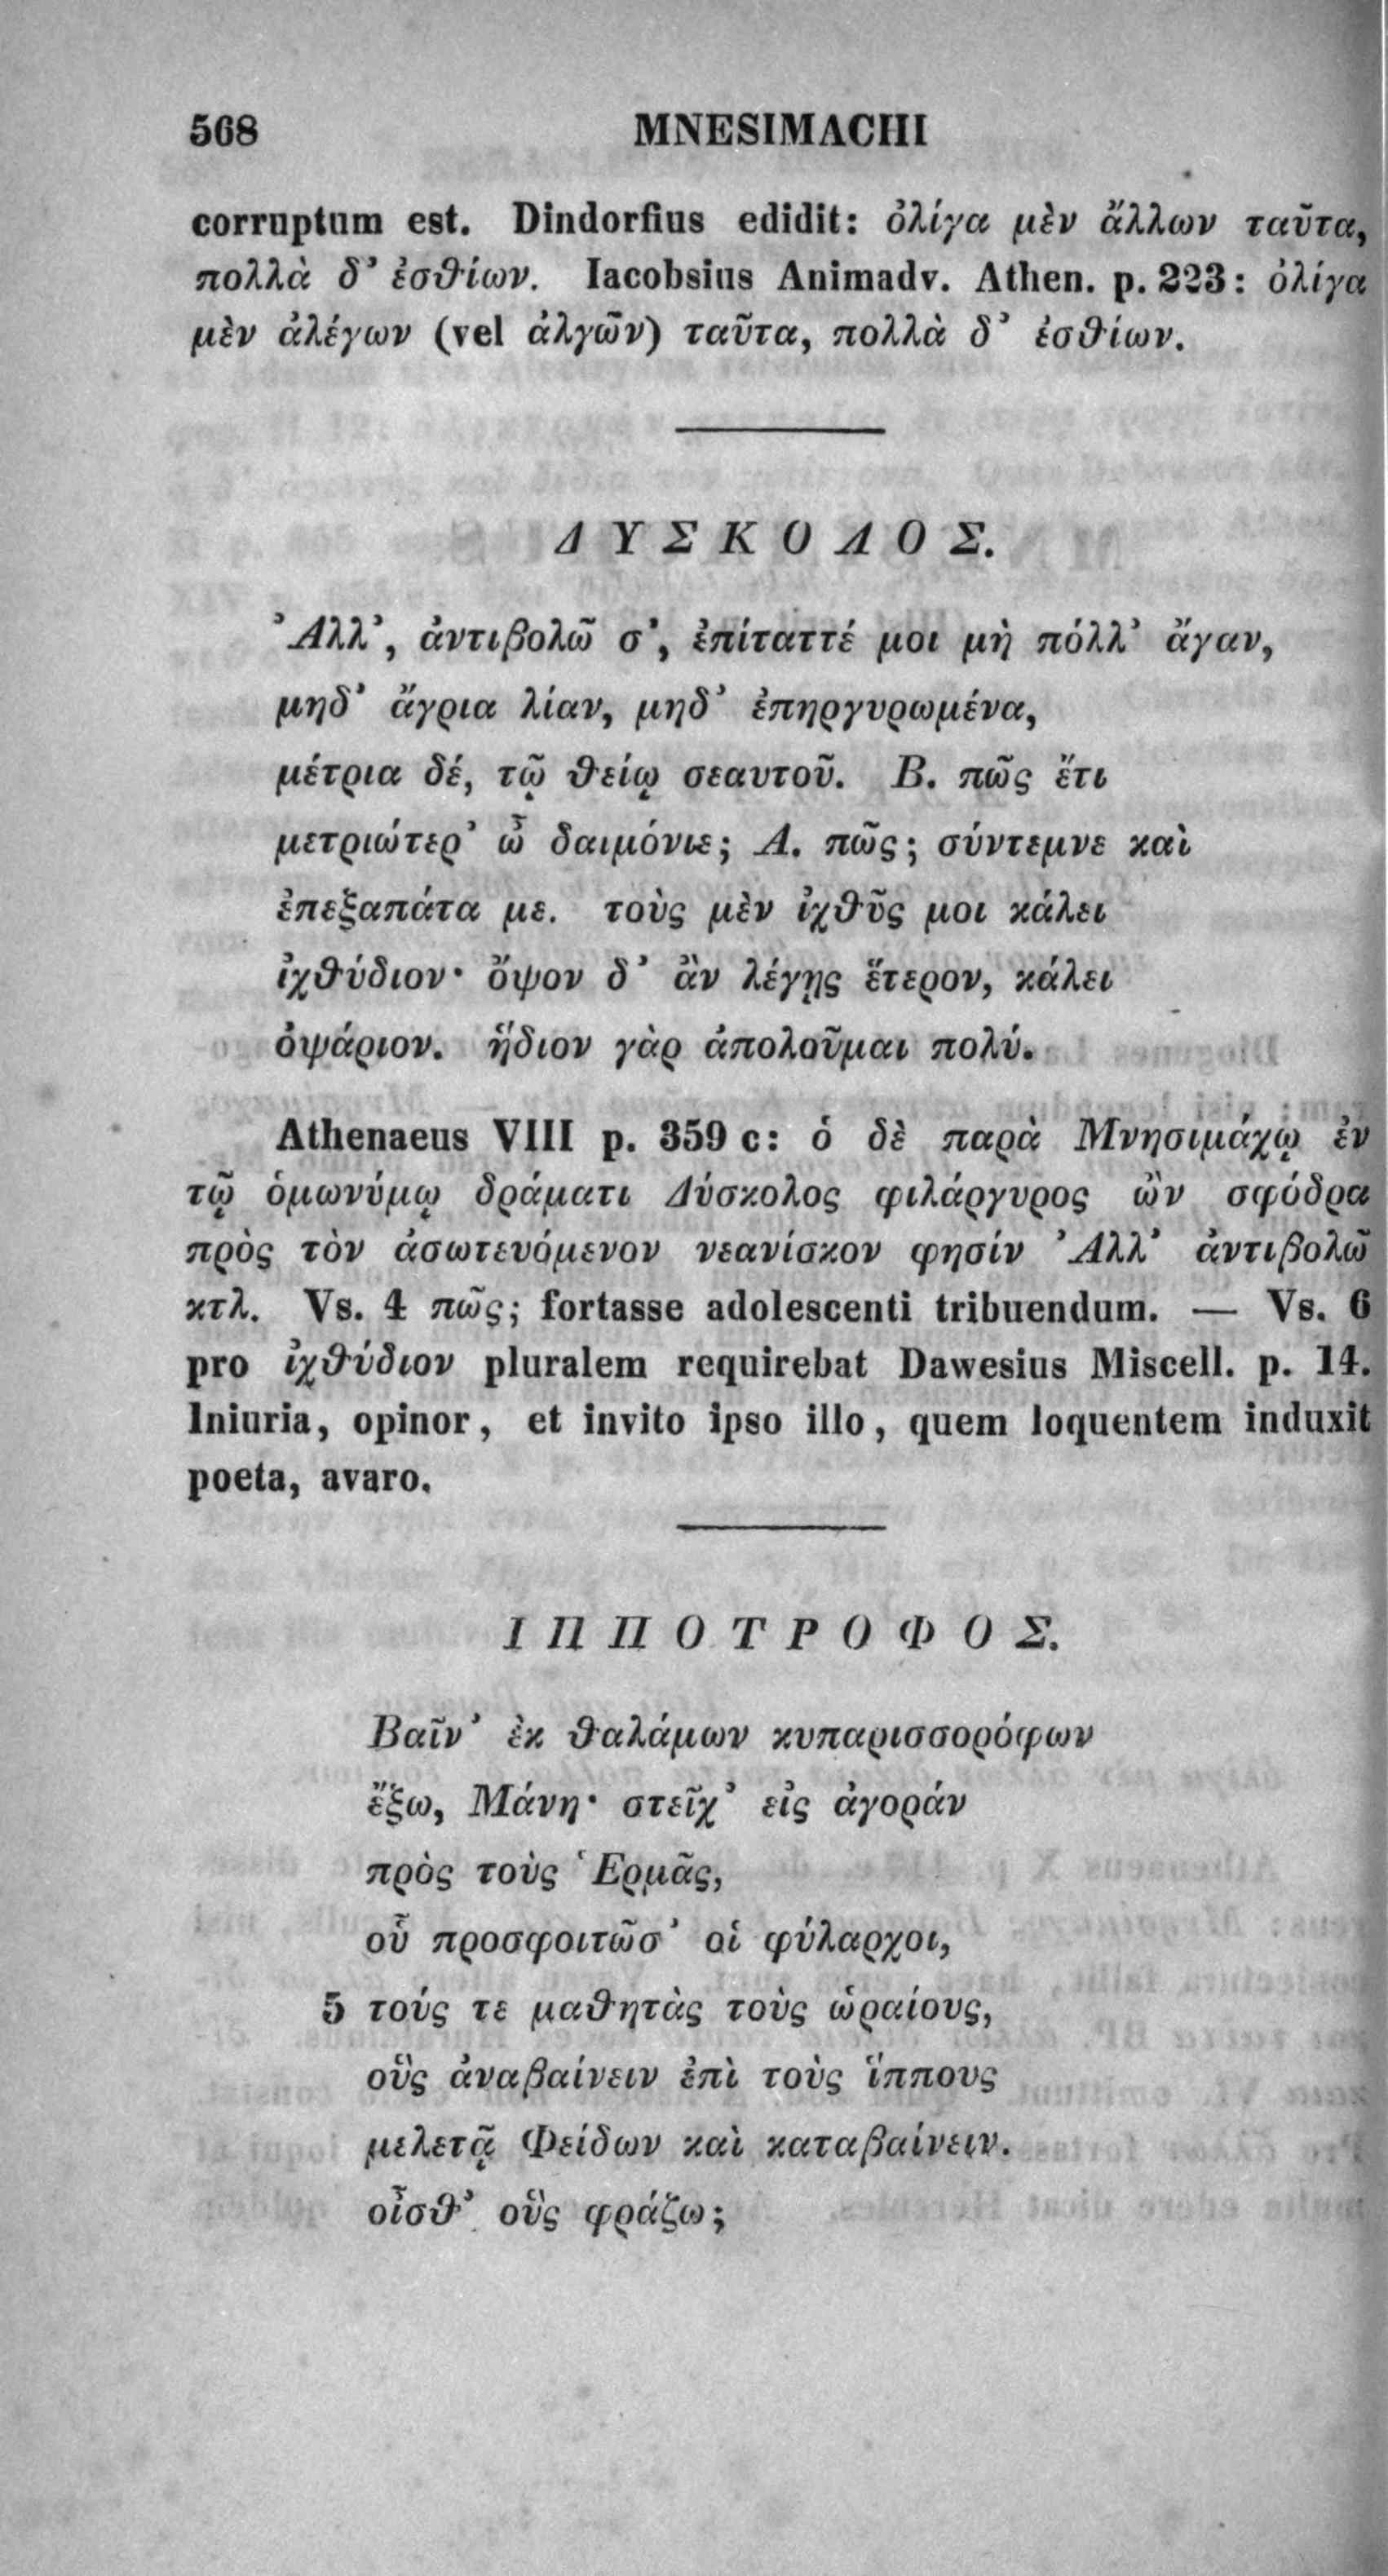 568 MNESIMACHI
corruptum est. Dindorfius edidit: ὀλίγα μὲν ἄλλων ταῦτα,
πολλὰ δ’ ἐσθίων. Iacobsius Animadv. Athen. p. 223: ὀλίγα
μὲν ἀλέγων (vel ἀλγῶν) ταῦτα, πολλὰ δ’ ἐσθίων.
ΔΥΣΚΟΛΟΣ.
Ἀλλ’, ἀντιβολῶ σ’, ἐπίταττέ μοι μὴ πόλλ’ ἄγαν,
μηδ’ ἄγρια λίαν, μηδ’ ἐπηργυρωμένα,
μέτρια δέ, τῷ θείῳ σεαυτοῦ. Β. πῶς ἔτι
μετριώτερ’ ὦ δαιμόνιε; Α. πῶς; σύντεμνε καὶ
ἐπεξαπάτα με. τοὺς μὲν ἰχθῦς μοι κάλει
ἰχθύδιον· ὄψον δ’ ἂν λέγῃς ἕτερον, κάλει
ὀψάριον. ἥδιον γὰρ ἀπολοῦμαι πολύ.
Athenaeus VIII p. 359 c: ὁ δὲ παρὰ Μνησιμάχῳ ἐν
τῷ ὁμωνύμῳ δράματι Δύσκολος φιλάργυρος ὢν σφόδρα
πρὸς τὸν ἀσωτευόμενον νεανίσκον φησίν Ἀλλ’ ἀντιβολῶ
κτλ. Vs. 4 πῶς; fortasse adolescenti tribuendum. — Vs. 6
pro ἰχθύδιον pluralem requirebat Dawesius Miscell. p. 14.
Iniuria, opinor, et invito ipso illo, quem loquentem induxit
poeta, avaro.
ΙΠΠΟΤΡΟΦΟΣ.
Βαῖν’ ἐκ θαλάμων κυπαρισσορόφων
ἔξω, Μάνη· στεῖχ’ εἰς ἀγοράν
πρὸς τοὺς Ἑρμᾶς,
οὗ προσφοιτῶσ’ οἱ φύλαρχοι,
5 τούς τε μαθητὰς τοὺς ὡραίους,
οὓς ἀναβαίνειν ἐπὶ τοὺς ἵππους
μελετᾷ Φείδων καὶ καταβαίνειν.
οἶσθ’ οὓς φράζω;